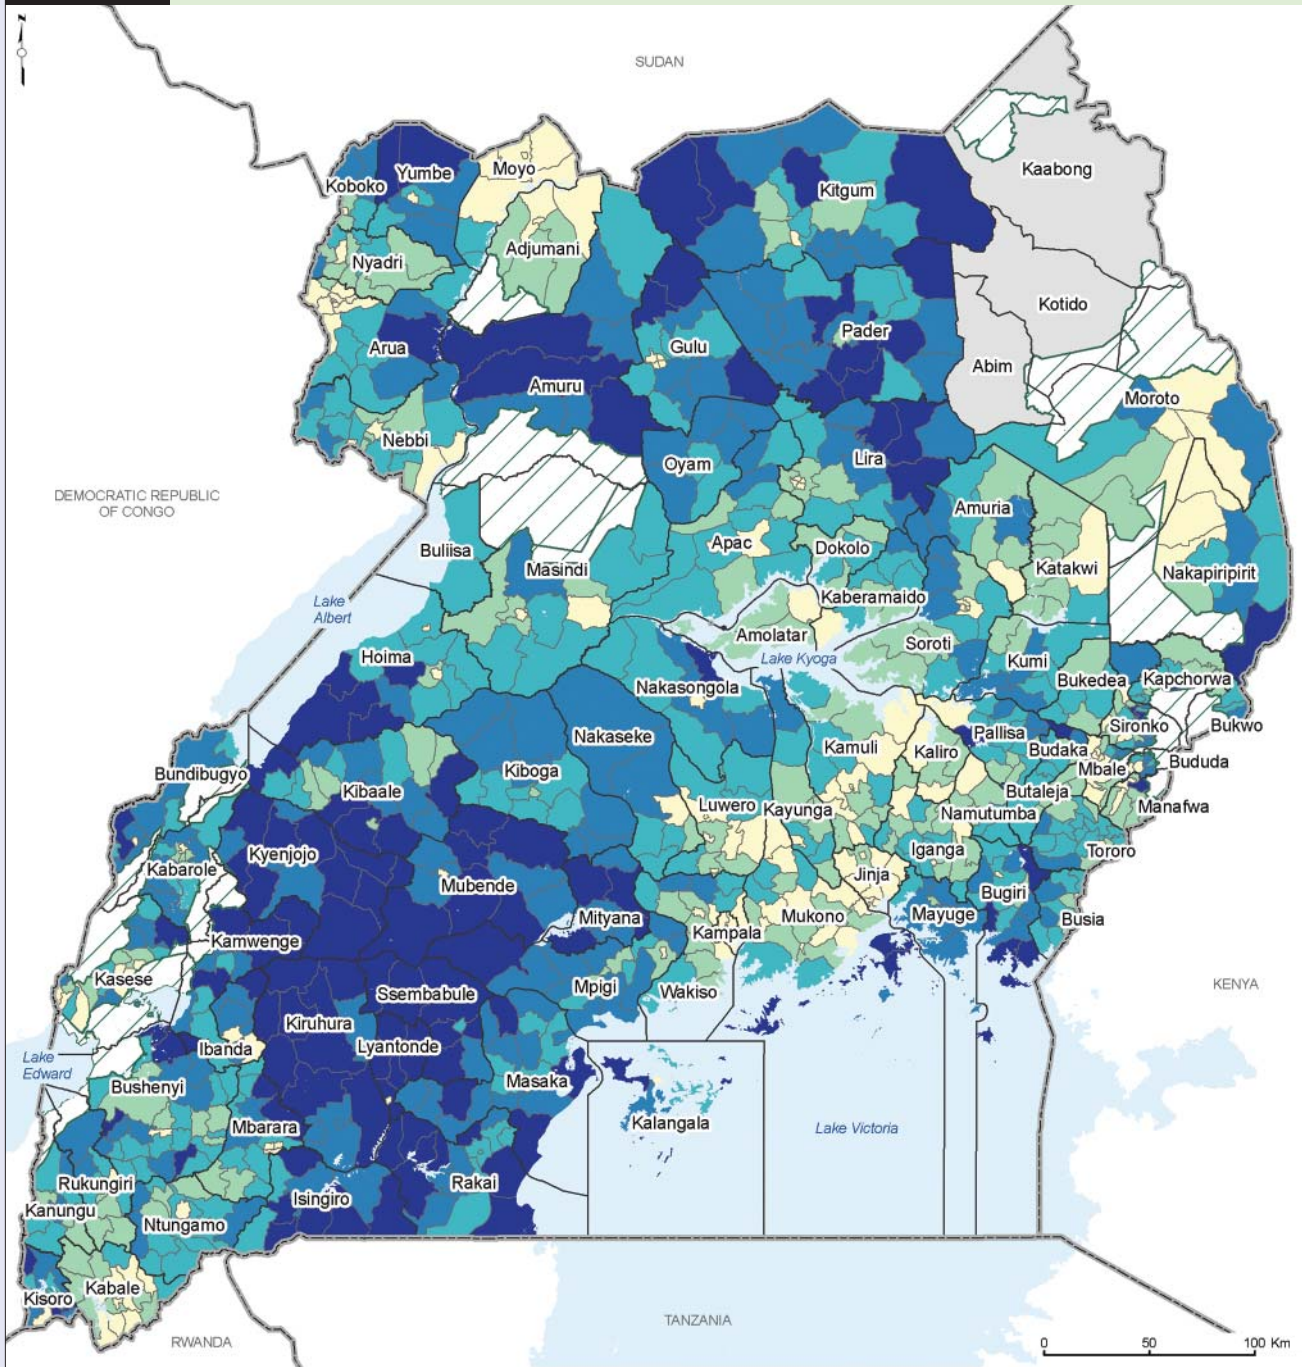 N
SUDAN
Kaabong
Moyo
Yumbe
Koboko
Kitgum
Adjumani
Nyadri
Kotido
Pader
Gulu
Arua
Abim
Amuru
Moroto
Nebbi
Oyam
Lira
DEMOCRATIC REPUBLIC
OF CONGO
Amuria
Apac
Dokolo
Buliisa
Masindi
Katakwi
Nakapiripirit
Kaberamaido
Lake
Albert
Amolatar
Soroti
Hoima
Lake Kyoga
Kumi
Nakasongola
Bukedea
Kapchorwa
Sironko
Bukwo
Nakaseke
Pallisa
Kamuli
Kaliro
Budaka
Bududa
Mbale
Bundibugyo
Kiboga
Kibaale
Butaleja
Luwero
Kayunga
Manafwa
Namutumba
Kyenjojo
Iganga
Tororo
Kabarole
Jinja
Mubende
Bugiri
Mityana
Mukono
Mayuge
Busia
Kampala
Kamwenge
Kasese
KENYA
Mpigi
Wakiso
Ssembabule
Kiruhura
Lyantonde
Ibanda
Lake
Edward
Bushenyi
Masaka
Kalangala
Lake Victoria
Mbarara
Rukungiri
Rakai
Isingiro
Kanungu
Ntungamo
Kabale
Kisoro
TANZANIA
RWANDA
0 50 100 Km